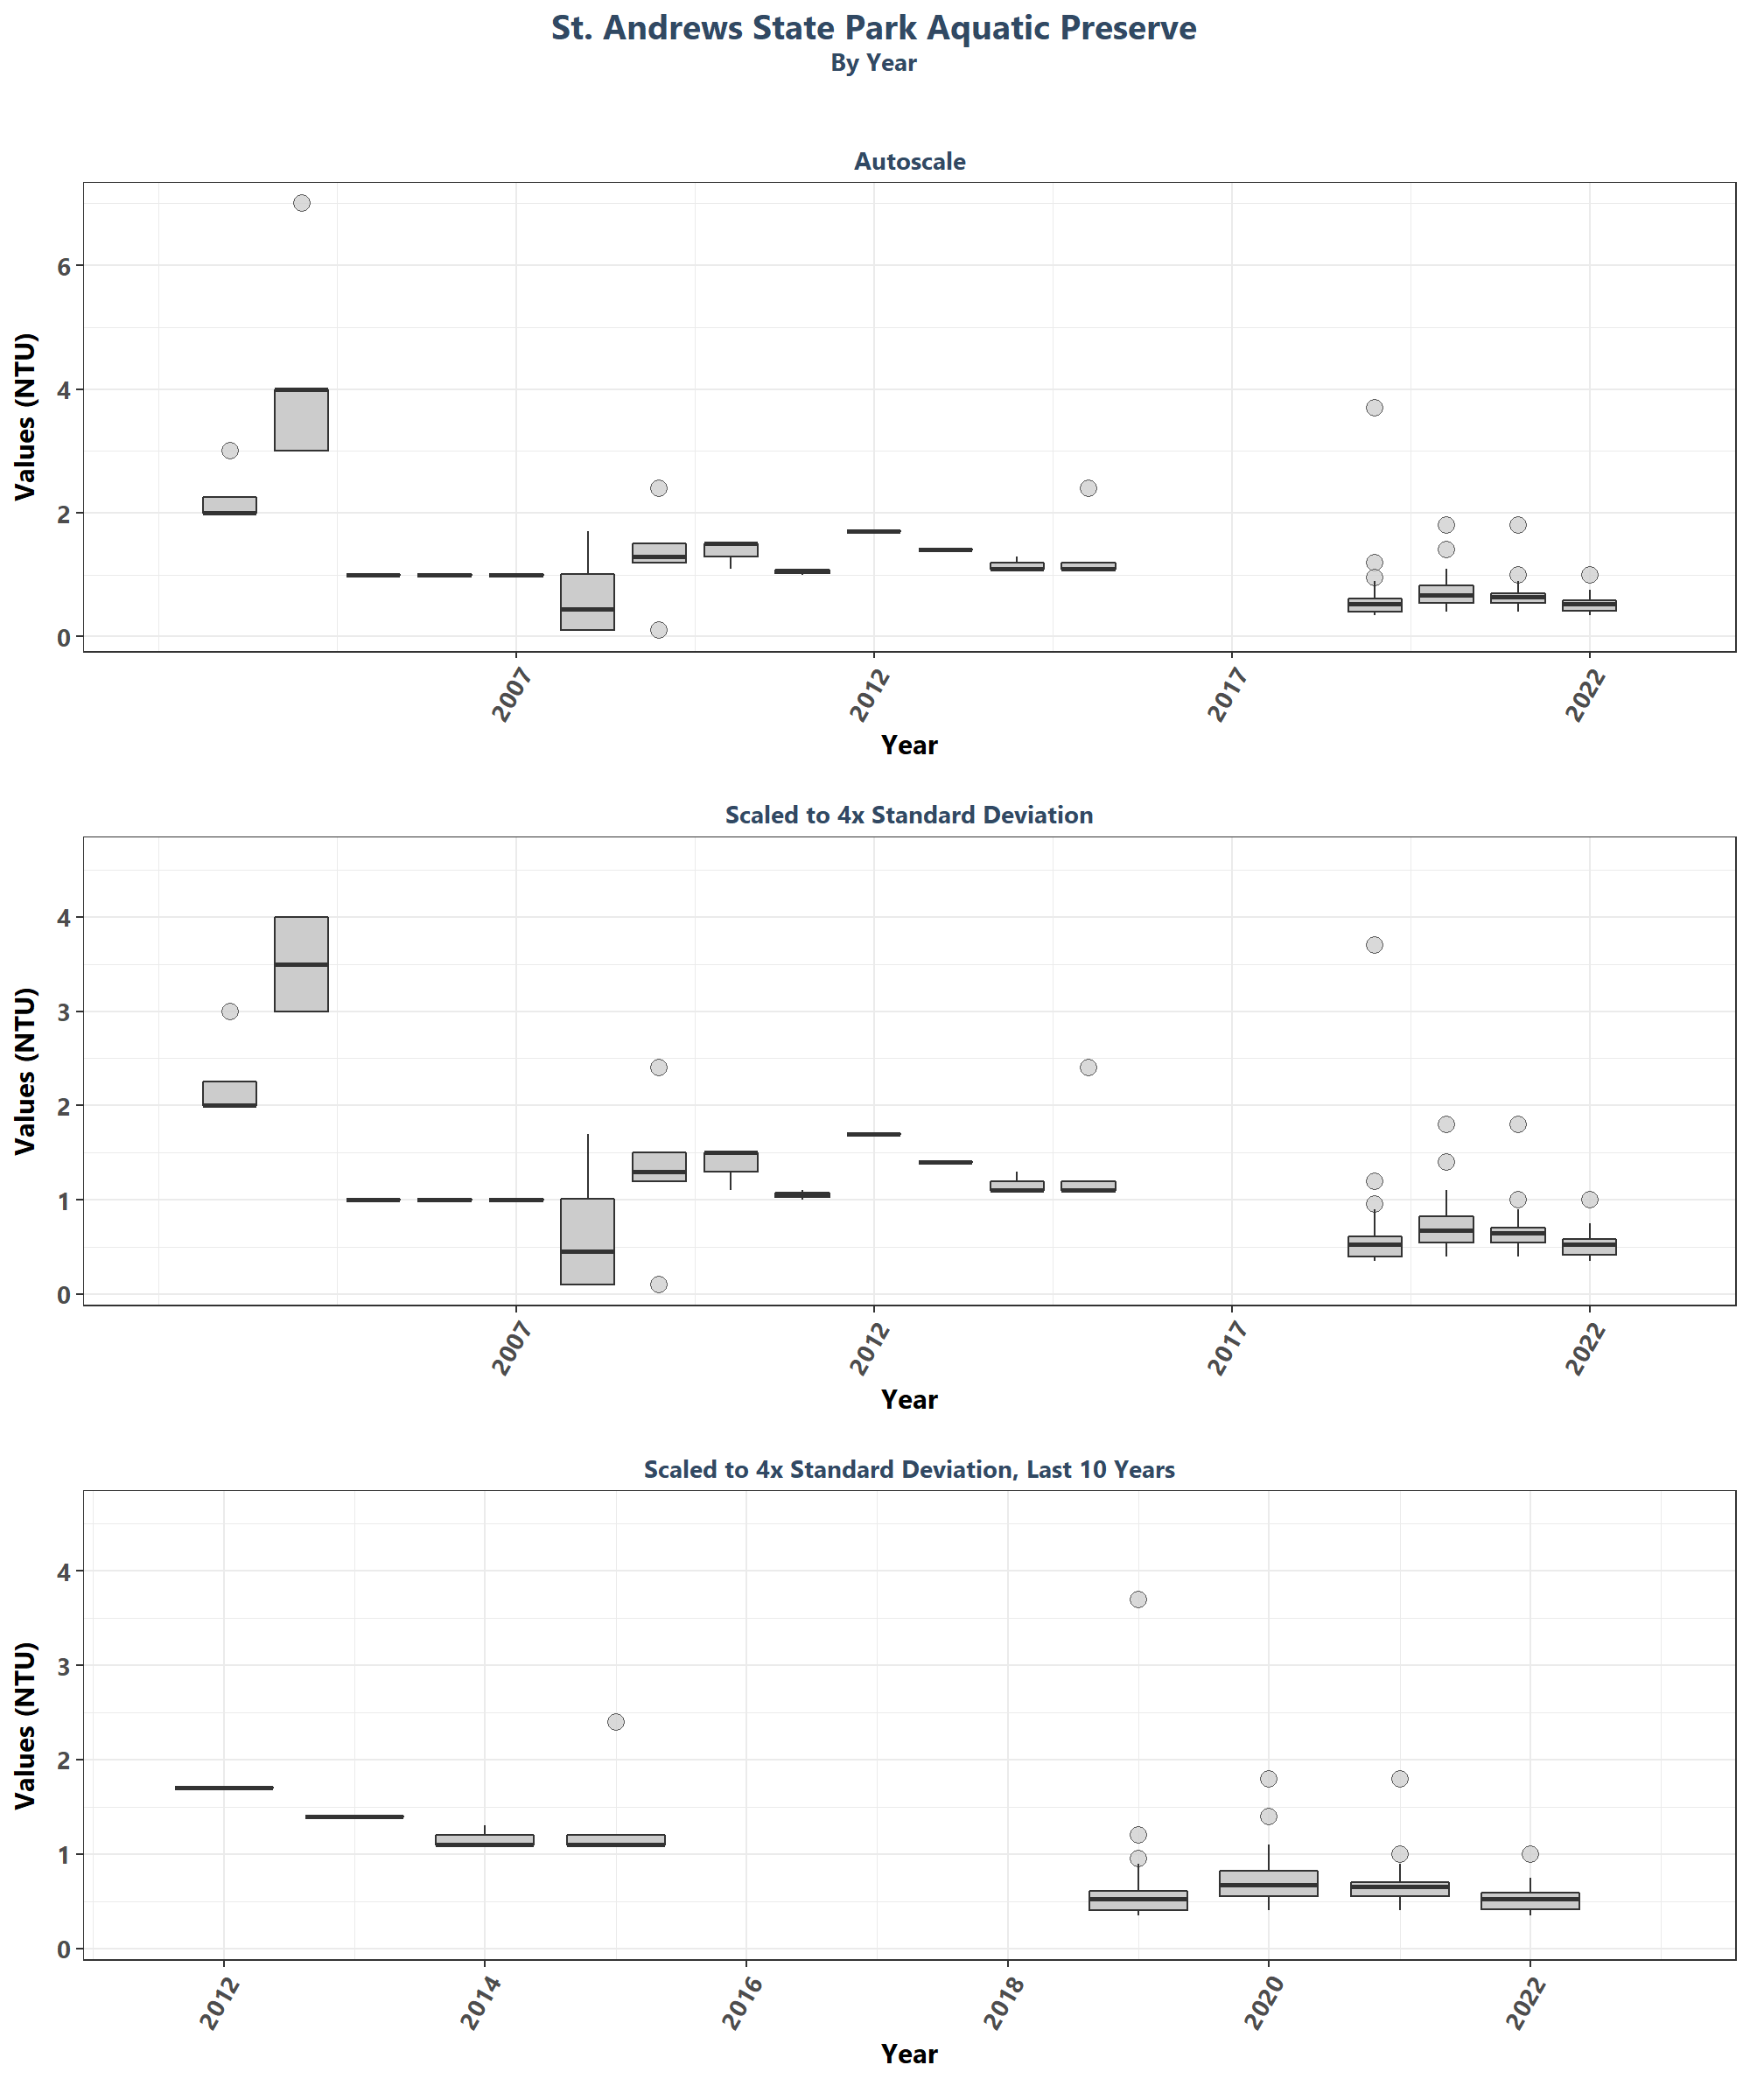 St. Andrews State Park Aquatic Preserve
By Year
Autoscale
Values (NTU)
6
4
2
0
2007
2012
2017
2022
Year
Scaled to 4x Standard Deviation
Values (NTU)
4
3
2
1
0
2007
2012
2017
2022
Year
Scaled to 4x Standard Deviation, Last 10 Years
Values (NTU)
4
3
2
1
0
2012
2014
2016
2018
2020
2022
Year